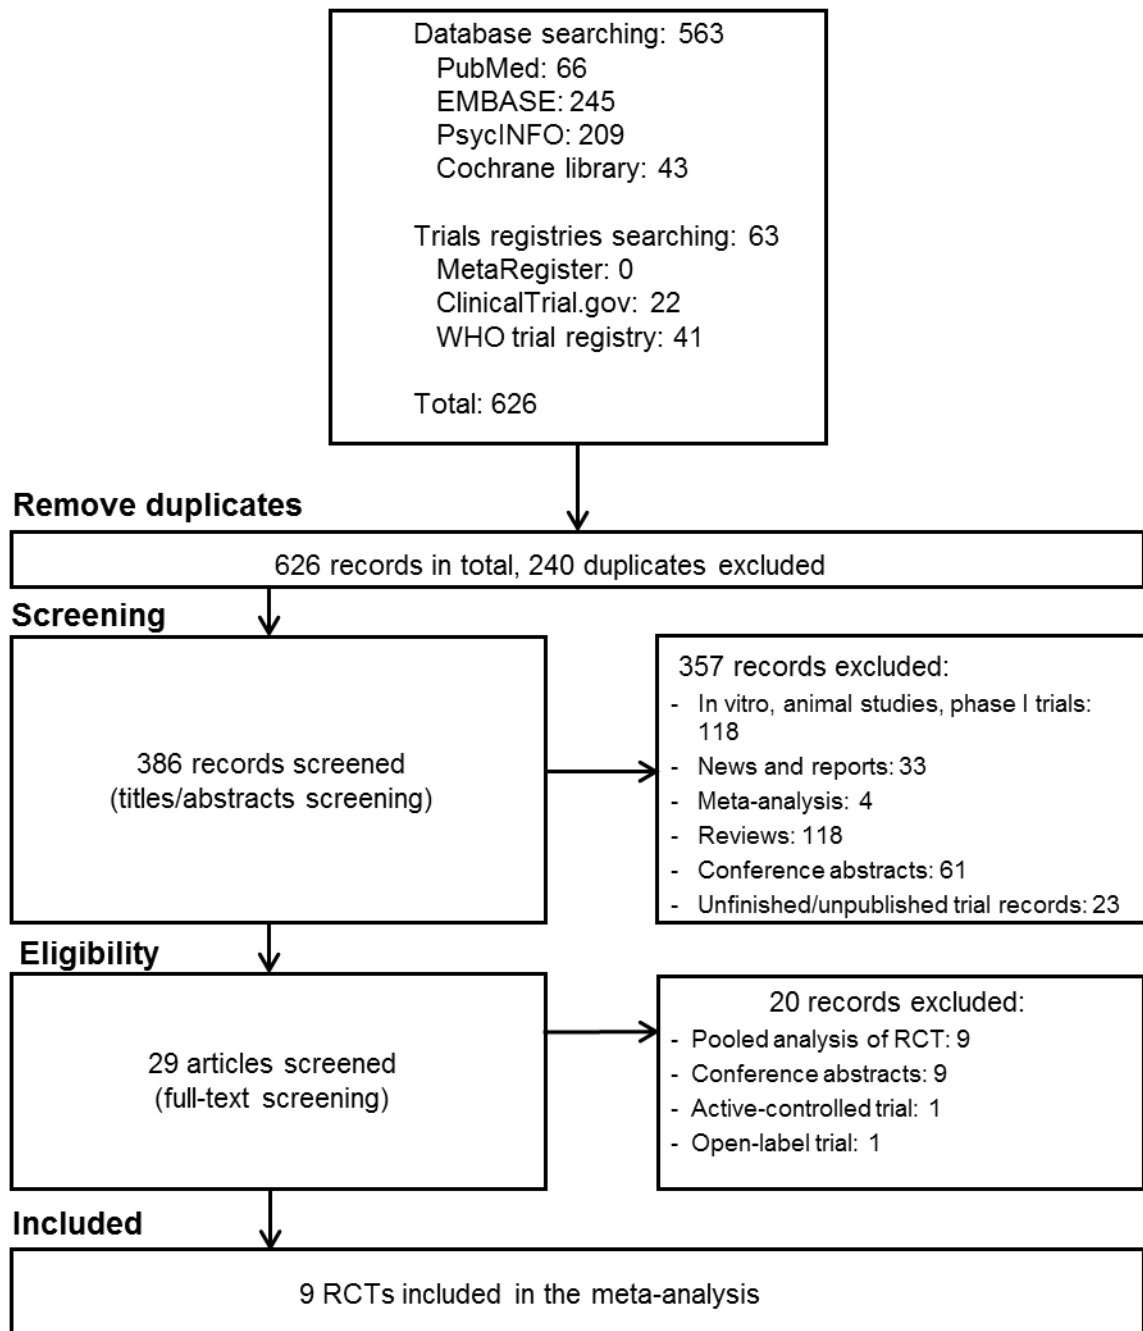 Database searching: 563
PubMed: 66
EMBASE: 245
PsycINFO: 209
Cochrane library: 43
Trials registries searching: 63
MetaRegister: 0
ClinicalTrial.gov: 22
WHO trial registry: 41
Total: 626
Remove duplicates
626 records in total, 240 duplicates excluded
Screening
386 records screened
(titles/abstracts screening)
357 records excluded:
- In vitro, animal studies, phase I trials:
118
- News and reports: 33
- Meta-analysis: 4
- Reviews: 118
- Conference abstracts: 61
- Unfinished/unpublished trial records: 23
Eligibility
29 articles screened
(full-text screening)
20 records excluded:
- Pooled analysis of RCT: 9
- Conference abstracts: 9
- Active-controlled trial: 1
- Open-label trial: 1
Included
9 RCTs included in the meta-analysis